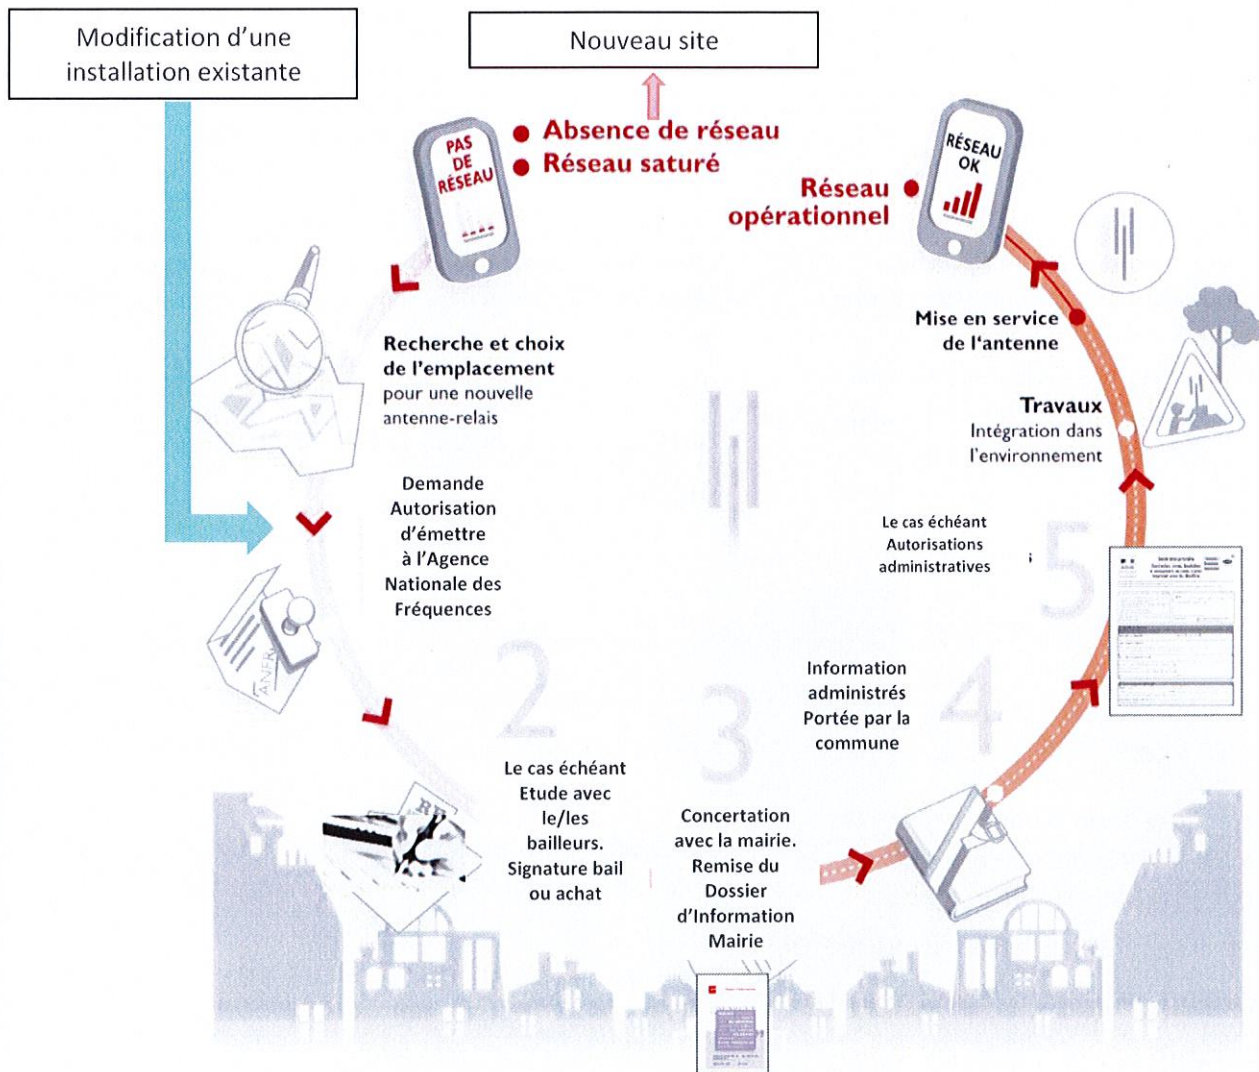 Modification d’une
installation existante
Nouveau site
Absence de réseau
Réseau saturé
PAS
DE
RÉSEAU
RÉSEAU
OK
Réseau
opérationnel
Recherche et choix
de l’emplacement
pour une nouvelle
antenne-relais
Demande
Autorisation
d’émettre
à l’Agence
Nationale des
Fréquences
ANFR
2
Le cas échéant
Etude avec
le/les
bailleurs.
Signature bail
ou achat
3
Concertation
avec la mairie.
Remise du
Dossier
d’Information
Mairie
4
Information
administrés
Portée par la
commune
5
Le cas échéant
Autorisations
administratives
Travaux
Intégration dans
l’environnement
Mise en service
de l‘antenne